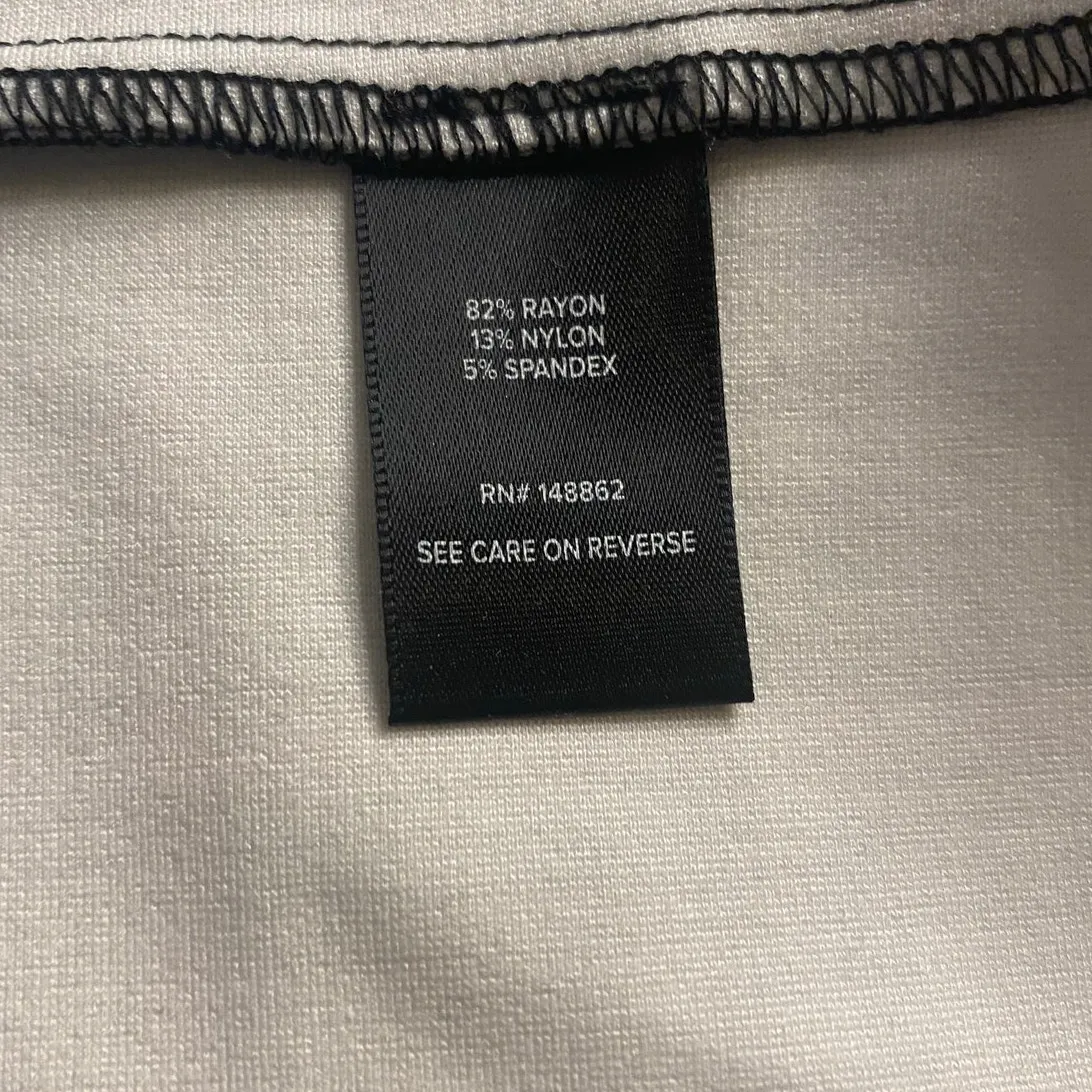 82% RAYON
13% NYLON
5% SPANDEX
RN# 148862
SEE CARE ON REVERSE